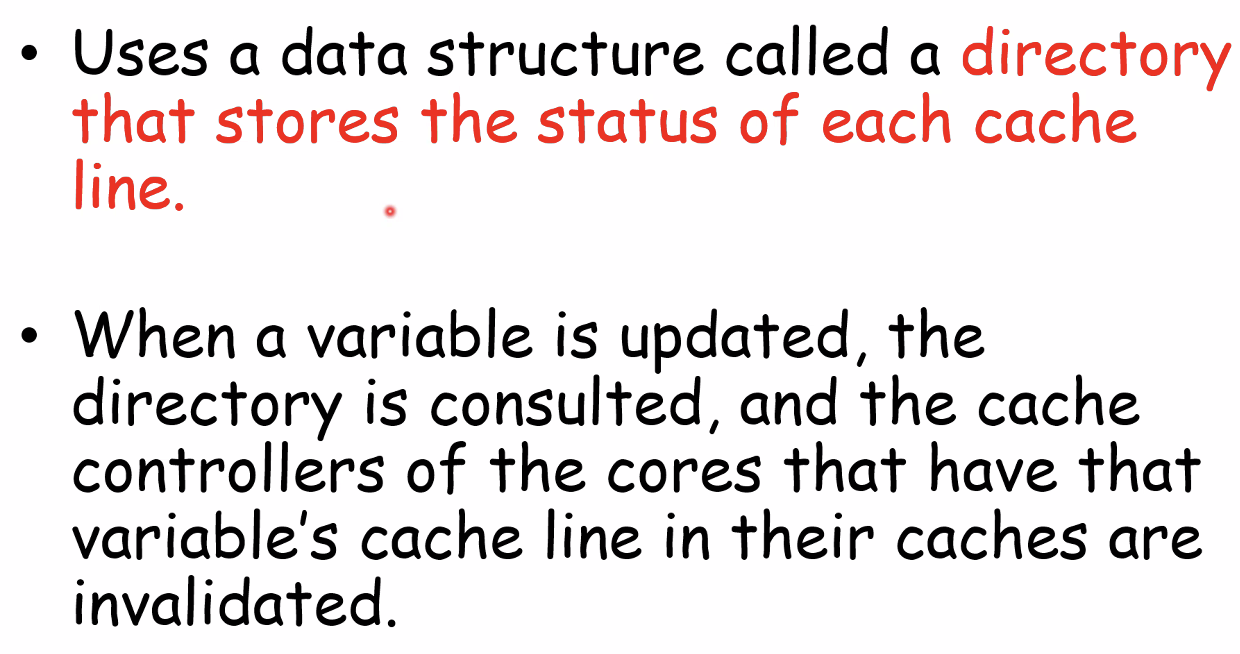 • Uses a data structure called a directory
that stores the status of each cache
line.
• When a variable is updated, the
directory is consulted, and the cache
controllers of the cores that have that
variable’s cache line in their caches are
invalidated.